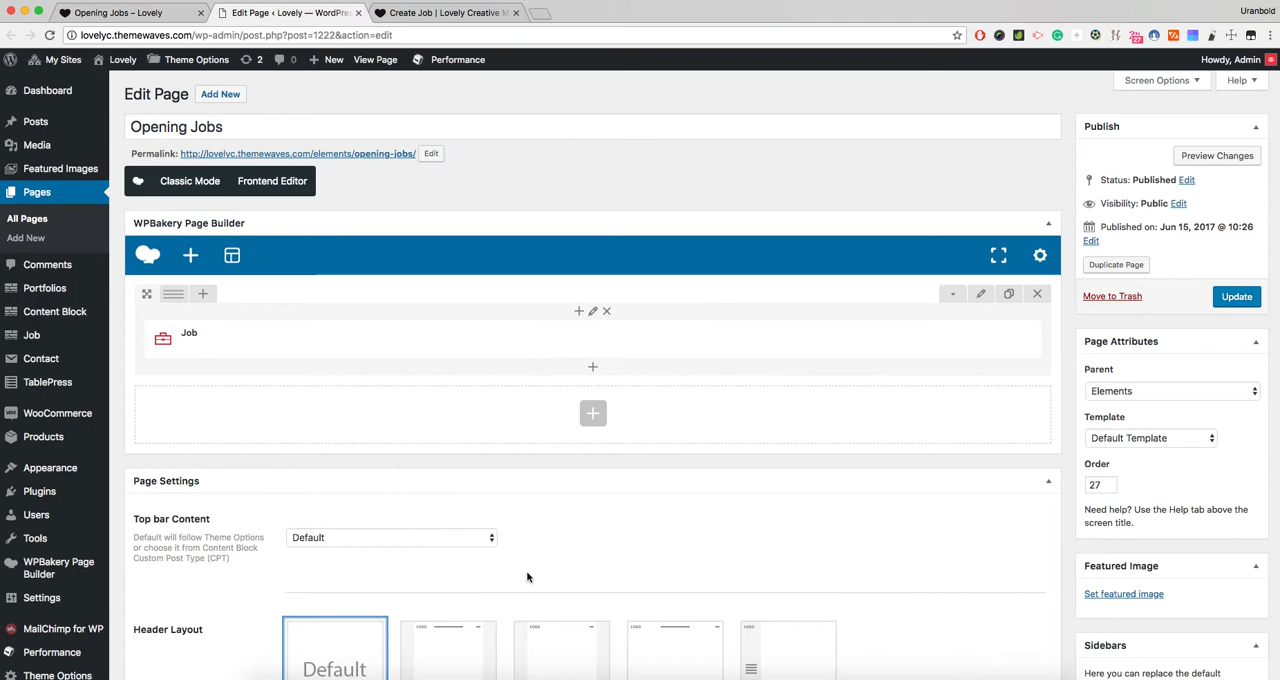 Opening Jobs – Lovely
Edit Page ‹ Lovely — WordPre
Create Job | Lovely Creative M
Uranboid
lovelyc.themewaves.com/wp-admin/post.php?post=1222&action=edit
27
My Sites
Lovely
Theme Options
2
0
New
View Page
Performance
Howdy, Admin
Screen Options
Help
Dashboard
Posts
Media
Featured Images
Pages
All Pages
Add New
Comments
Portfolios
Content Block
Job
Contact
TablePress
WooCommerce
Products
Appearance
Plugins
Users
Tools
WPBakery Page
Builder
Settings
MailChimp for WP
Performance
Theme Options
Edit Page
Add New
Opening Jobs
Permalink: http://lovelyc.themewaves.com/elements/opening-jobs/
Edit
Classic Mode
Frontend Editor
WPBakery Page Builder
Job
Page Settings
Top bar Content
Default will follow Theme Options
or choose it from Content Block
Custom Post Type (CPT)
Default
Header Layout
Default
LOGO
LOGO
LOGO
LOGO
Publish
Preview Changes
Status: Published Edit
Visibility: Public Edit
Published on: Jun 15, 2017 @ 10:26
Edit
Duplicate Page
Move to Trash
Update
Page Attributes
Parent
Elements
Template
Default Template
Order
27
Need help? Use the Help tab above the
screen title.
Featured Image
Set featured image
Sidebars
Here you can replace the default